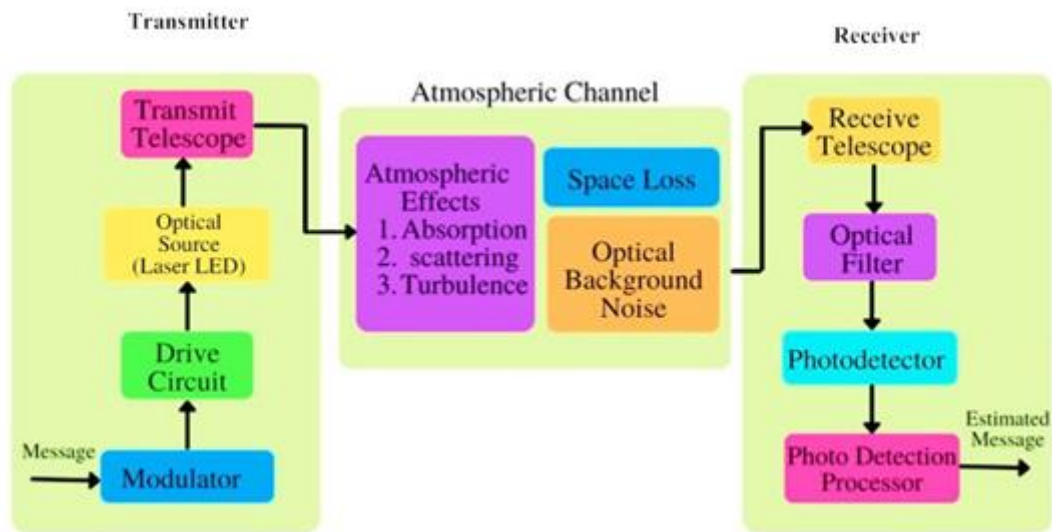 Transmitter
Transmit
Telescope
Optical
Source
(Laser LED)
Drive
Circuit
Message
Modulator
Atmospheric Channel
Atmospheric
Effects
1. Absorption
2. scattering
3. Turbulence
Space Loss
Optical
Background
Noise
Receiver
Receive
Telescope
Optical
Filter
Photodetector
Photo Detection
Processor
Estimated
Message